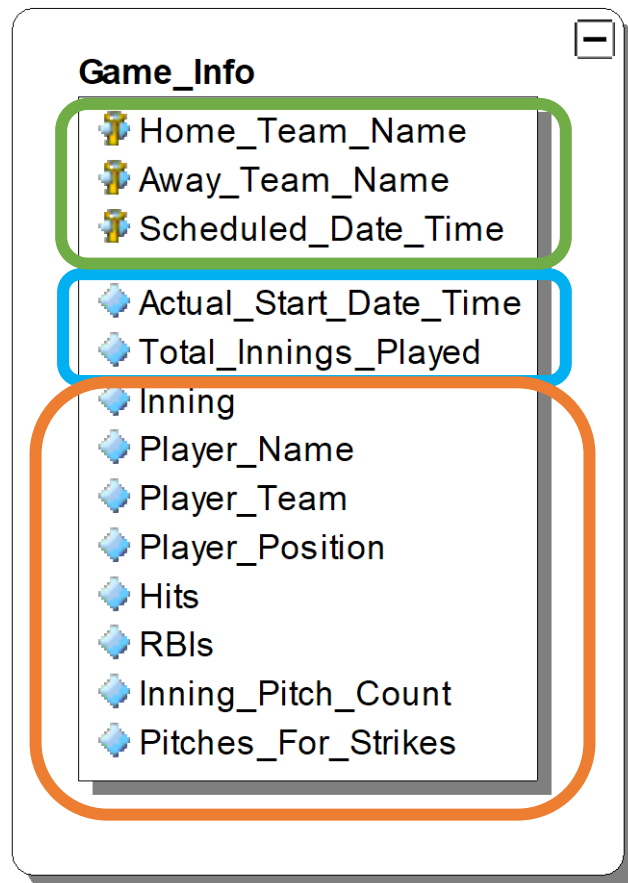 Game_Info
Home_Team_Name
Away_Team_Name
Scheduled_Date_Time
Actual_Start_Date_Time
Total_Innings_Played
Inning
Player_Name
Player_Team
Player_Position
Hits
RBIs
Inning_Pitch_Count
Pitches_For_Strikes